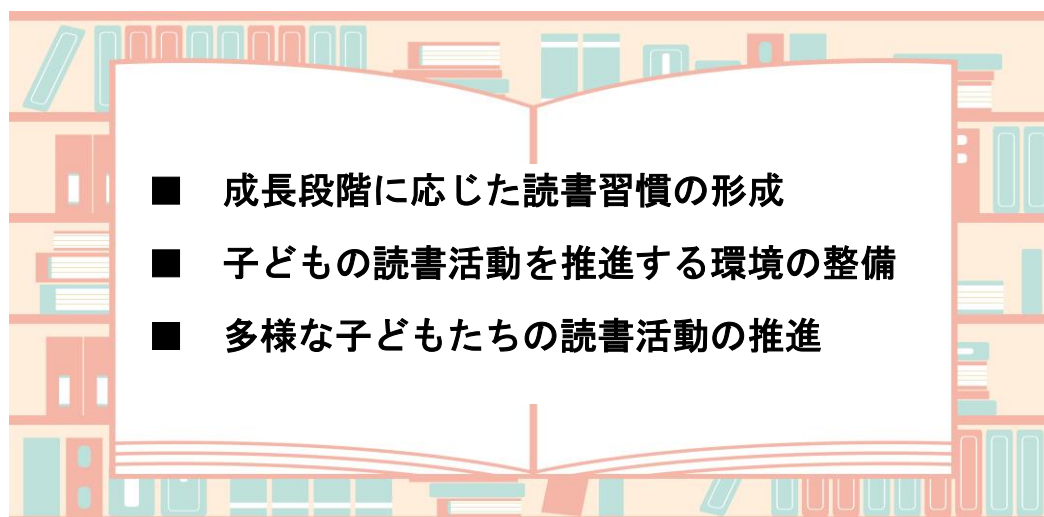 ■ 成長段階に応じた読書習慣の形成
■ 子どもの読書活動を推進する環境の整備
■ 多様な子どもたちの読書活動の推進